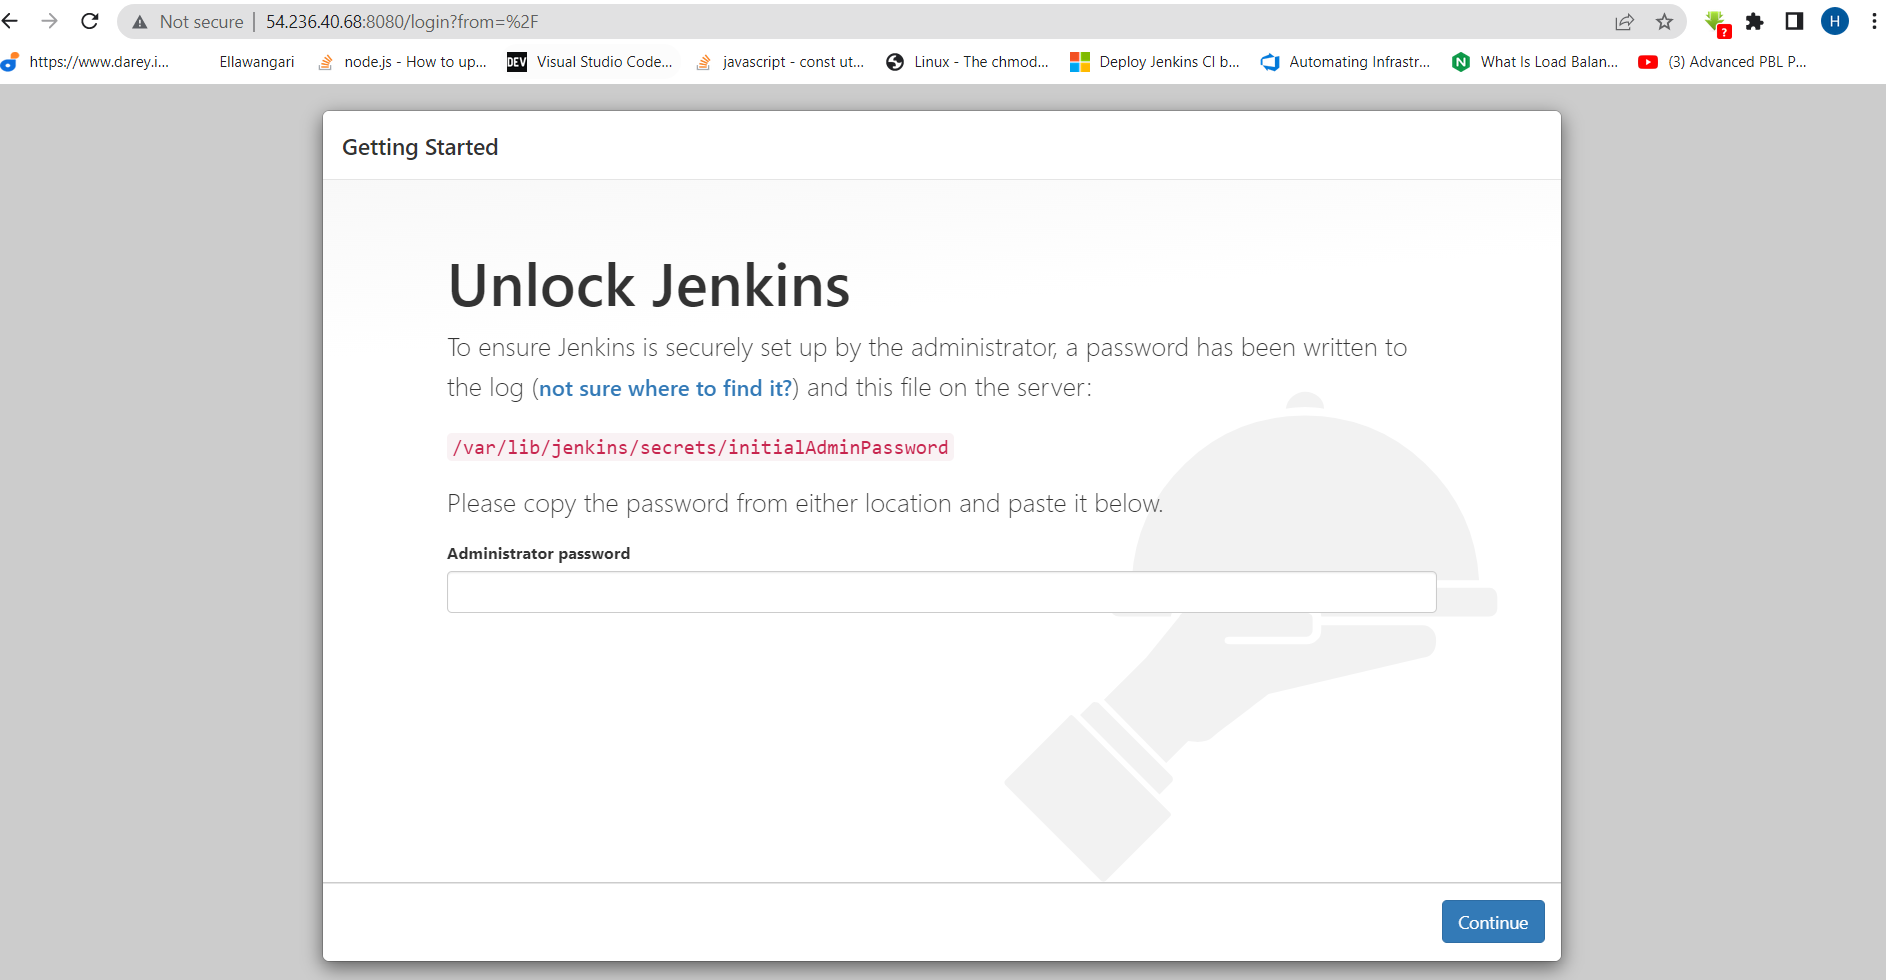 Not secure | 54.236.40.68:8080/login?from=%2F
?
H
https://www.darey.i...
Ellawangari
node.js - How to up...
DEV
Visual Studio Code...
javascript - const ut...
Linux - The chmod...
Deploy Jenkins CI b...
Automating Infrastr...
N
What Is Load Balan...
(3) Advanced PBL P...
Getting Started
Unlock Jenkins
To ensure Jenkins is securely set up by the administrator, a password has been written to
the log (not sure where to find it?) and this file on the server:
/var/lib/jenkins/secrets/initialAdminPassword
Please copy the password from either location and paste it below.
Administrator password
Continue